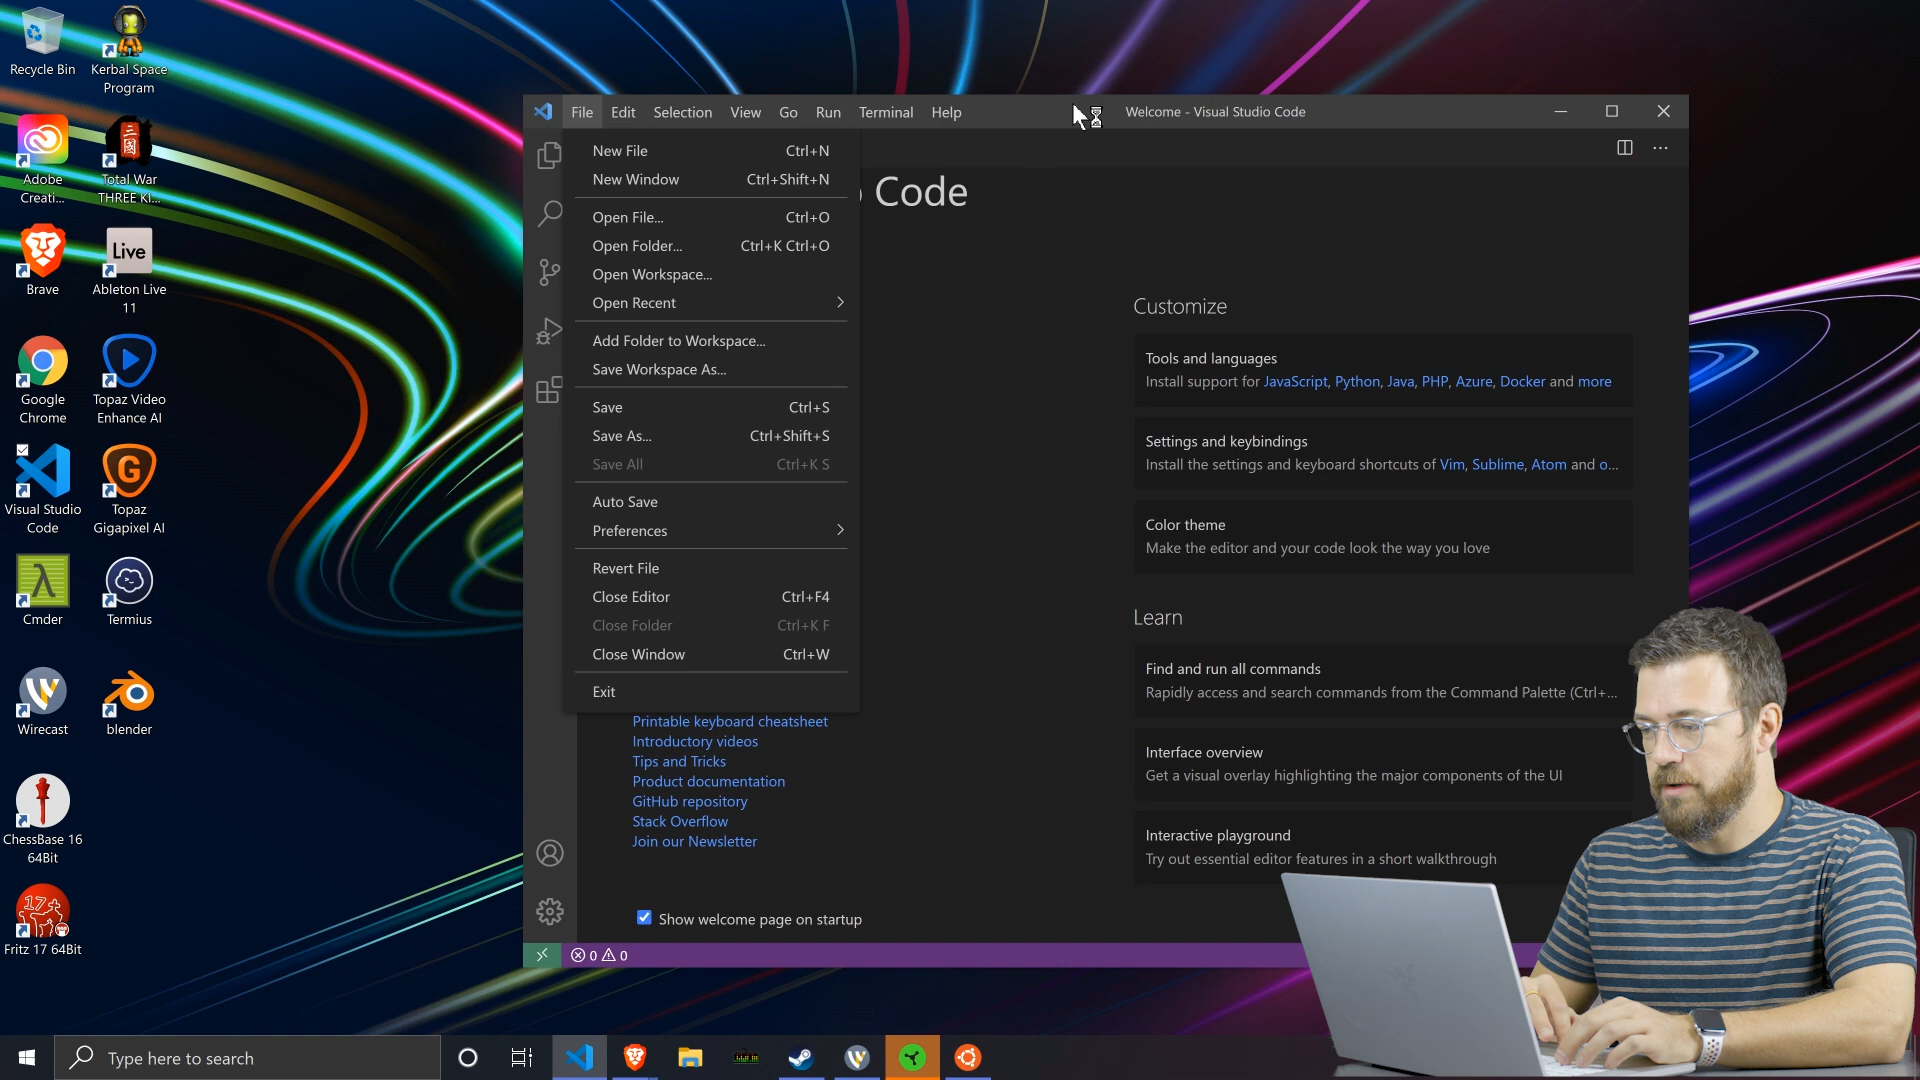 Recycle Bin
Kerbal Space
Program
Adobe
Creati...
Total War
THREE KI...
Brave
Live
Ableton Live
11
Google
Chrome
Topaz Video
Enhance AI
Visual Studio
Code
Topaz
Gigapixel AI
Cmder
Termius
Wirecast
blender
ChessBase 16
64Bit
17
Fritz 17 64Bit
File Edit Selection View Go Run Terminal Help
Welcome - Visual Studio Code
New File Ctrl+N
New Window Ctrl+Shift+N
Open File... Ctrl+O
Open Folder... Ctrl+K Ctrl+O
Open Workspace...
Open Recent
Add Folder to Workspace...
Save Workspace As...
Save Ctrl+S
Save As... Ctrl+Shift+S
Save All Ctrl+K S
Auto Save
Preferences
Revert File
Close Editor Ctrl+F4
Close Folder Ctrl+K F
Close Window Ctrl+W
Exit
Code
Printable keyboard cheatsheet
Introductory videos
Tips and Tricks
Product documentation
GitHub repository
Stack Overflow
Join our Newsletter
Show welcome page on startup
Customize
Tools and languages
Install support for JavaScript, Python, Java, PHP, Azure, Docker and more
Settings and keybindings
Install the settings and keyboard shortcuts of Vim, Sublime, Atom and o...
Color theme
Make the editor and your code look the way you love
Learn
Find and run all commands
Rapidly access and search commands from the Command Palette (Ctrl+...
Interface overview
Get a visual overlay highlighting the major components of the UI
Interactive playground
Try out essential editor features in a short walkthrough
0 0
Type here to search